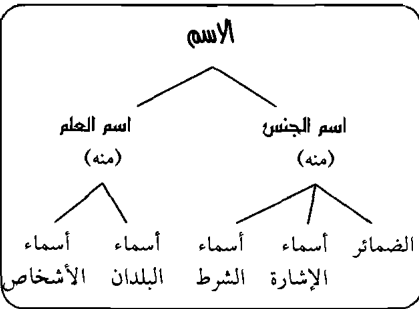 الاسم
اسم الجنس اسم العلم
(منه) (منه)
الضمائر أسماء أسماء أسماء أسماء
الإشارة الشرط البلدان الأشخاص